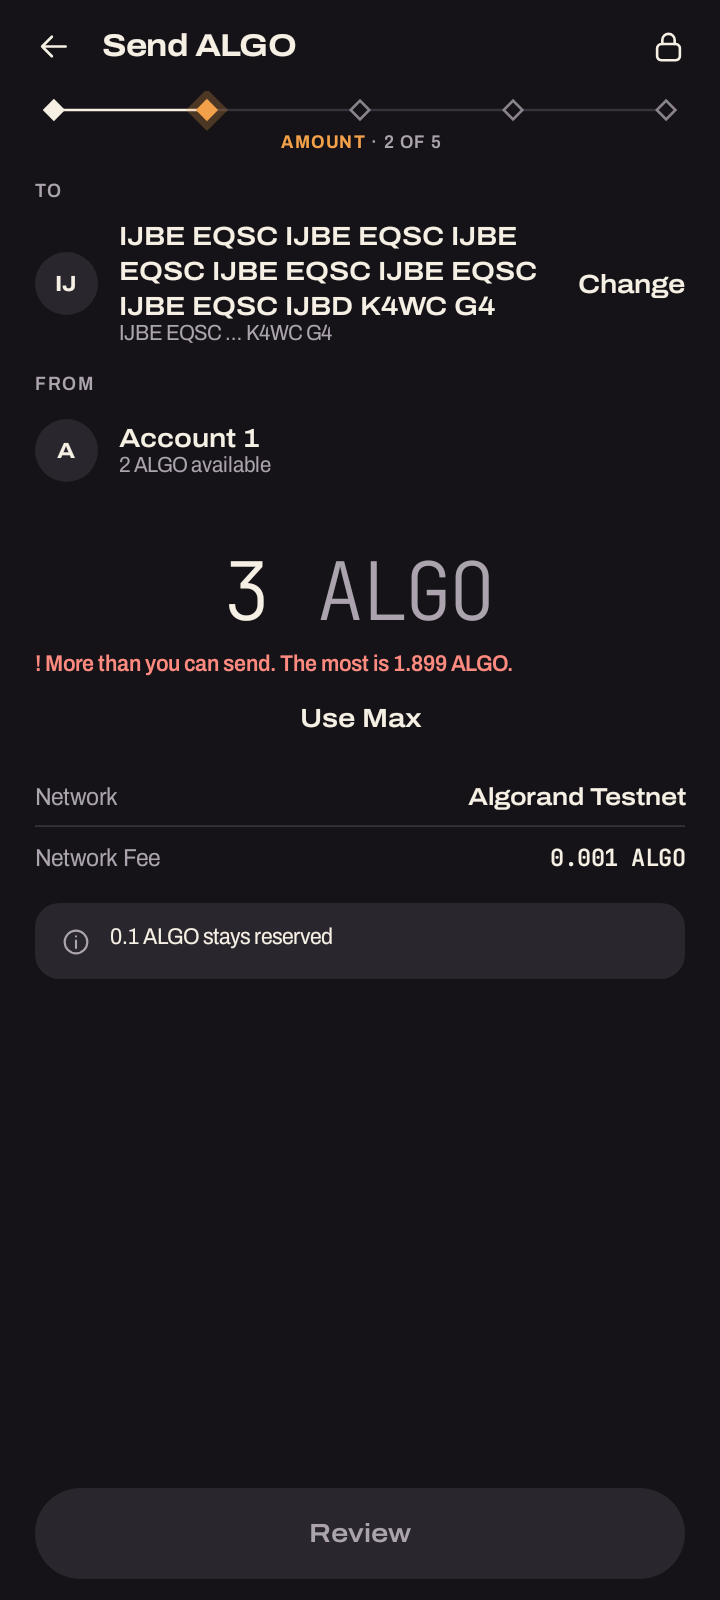 Send ALGO
AMOUNT · 2 OF 5
TO
IJ
IJBE EQSC IJBE EQSC IJBE
EQSC IJBE EQSC IJBE EQSC
IJBE EQSC IJBD K4WC G4
IJBE EQSC ... K4WC G4
Change
FROM
A
Account 1
2 ALGO available
3 ALGO
! More than you can send. The most is 1.899 ALGO.
Use Max
Network Algorand Testnet
Network Fee 0.001 ALGO
0.1 ALGO stays reserved
Review